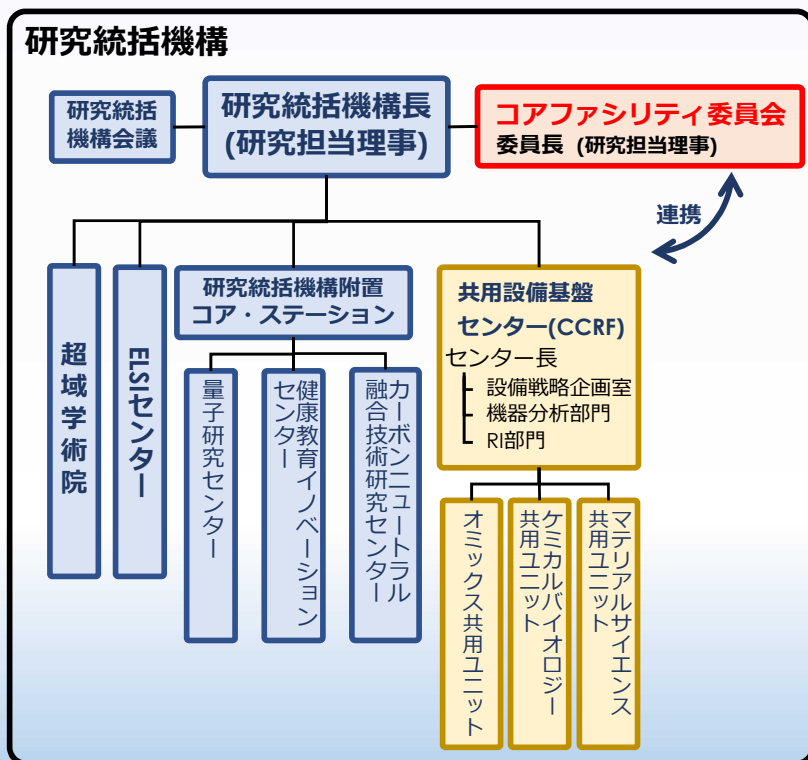 研究統括機構
研究統括
機構会議
研究統括機構長
(研究担当理事)
コアファシリティ委員会
委員長 (研究担当理事)
連携
超域学術院
ELSIセンター
研究統括機構附置
コア・ステーション
量子研究センター
健康教育イノベーション
センター
カーボンニュートラル
融合技術研究センター
共用設備基盤
センター(CCRF)
センター長
設備戦略企画室
機器分析部門
RI部門
オミックス共用ユニット
ケミカルバイオロジー
共用ユニット
マテリアルサイエンス
共用ユニット